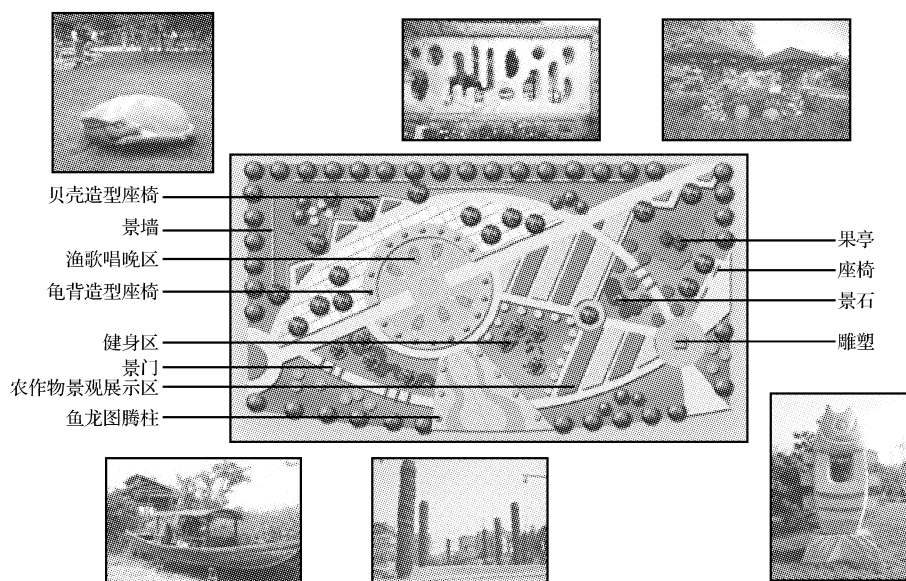 贝壳造型座椅
景墙
渔歌唱晚区
龟背造型座椅
健身区
景门
农作物景观展示区
鱼龙图腾柱
果亭
座椅
景石
雕塑